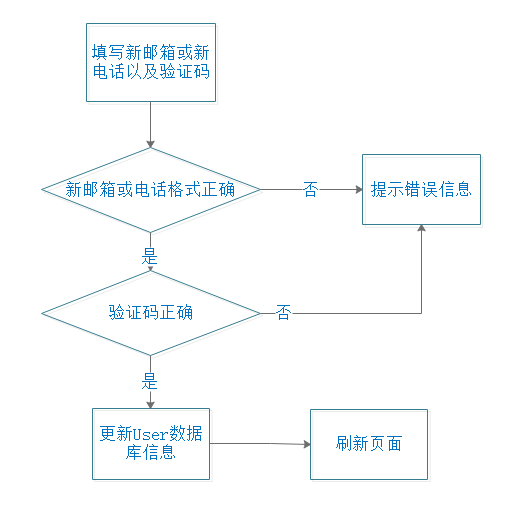 填写新邮箱或新
电话以及验证码
新邮箱或电话格式正确
否
提示错误信息
是
验证码正确
否
是
更新User数据
库信息
刷新页面